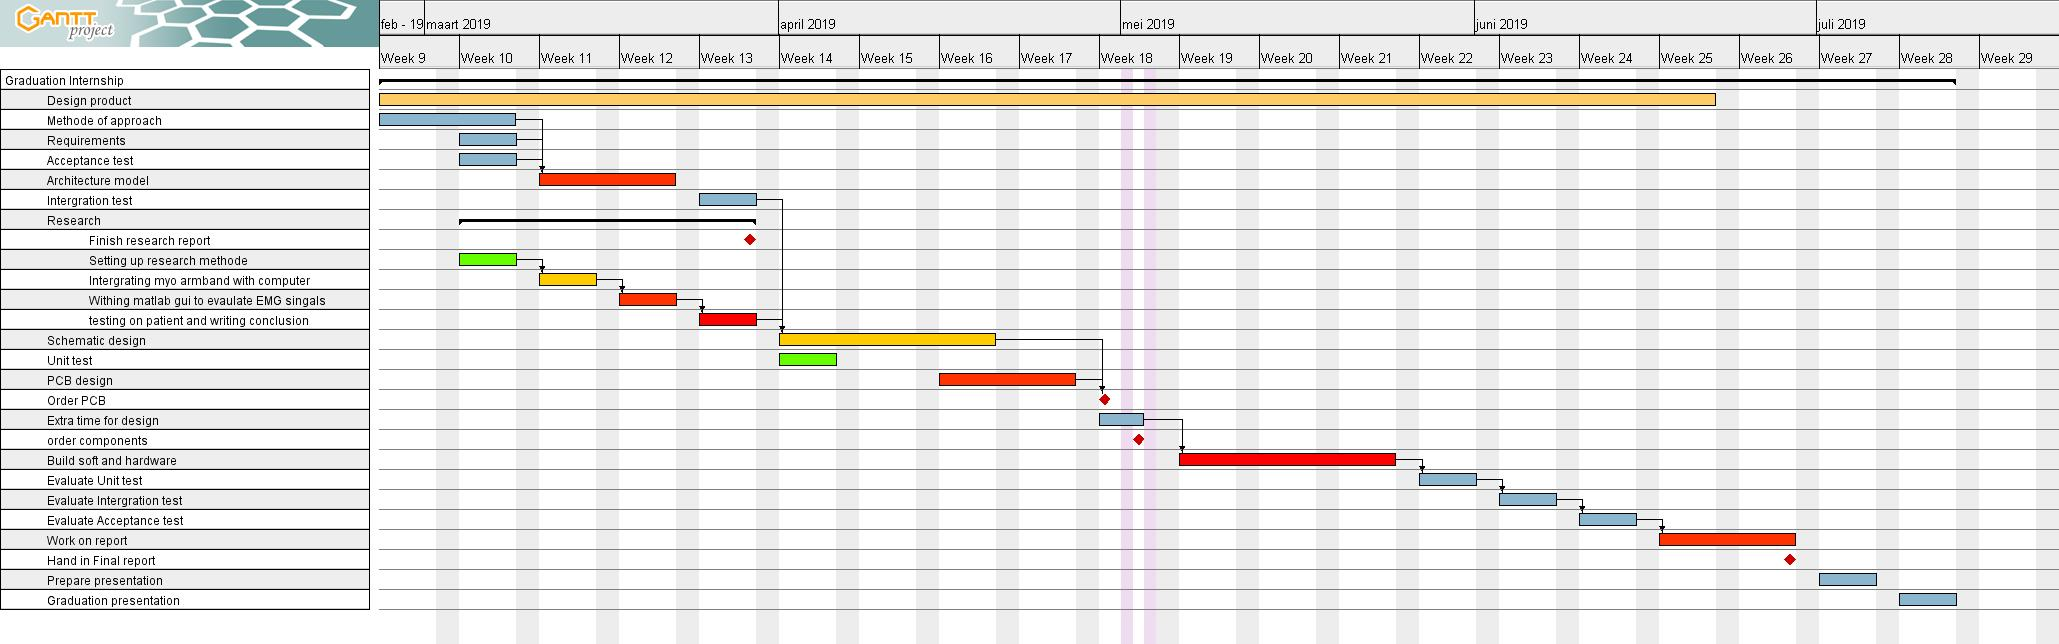 GANTT
project
feb - 19 maart 2019 april 2019 mei 2019 juni 2019 juli 2019
Week 9 Week 10 Week 11 Week 12 Week 13 Week 14 Week 15 Week 16 Week 17 Week 18 Week 19 Week 20 Week 21 Week 22 Week 23 Week 24 Week 25 Week 26 Week 27 Week 28 Week 29
Graduation Internship
Design product
Methode of approach
Requirements
Acceptance test
Architecture model
Intergration test
Research
Finish research report
Setting up research methode
Intergrating myo armband with computer
Withing matlab gui to evaulate EMG singals
testing on patient and writing conclusion
Schematic design
Unit test
PCB design
Order PCB
Extra time for design
order components
Build soft and hardware
Evaluate Unit test
Evaluate Intergration test
Evaluate Acceptance test
Work on report
Hand in Final report
Prepare presentation
Graduation presentation